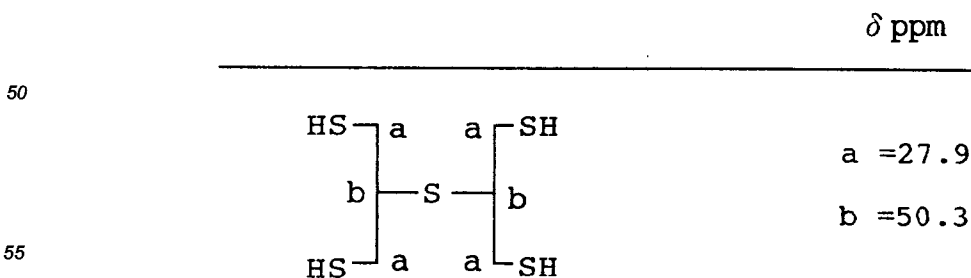 δ ppm
50
HS a a SH
a =27.9
b S b
b =50.3
55
HS a a SH